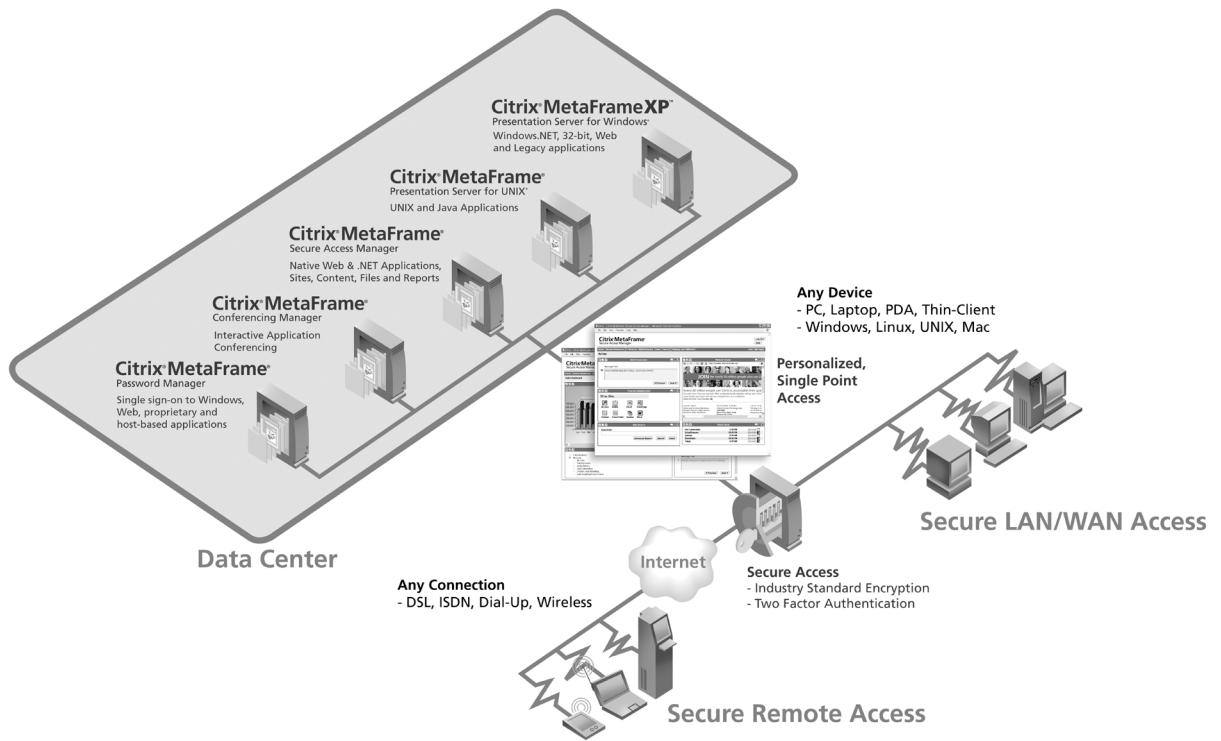 Citrix® MetaFrame XP™
Presentation Server for Windows®
Windows.NET, 32-bit, Web
and Legacy applications
Citrix® MetaFrame®
Presentation Server for UNIX®
UNIX and Java Applications
Citrix® MetaFrame®
Secure Access Manager
Native Web & .NET Applications,
Sites, Content, Files and Reports
Citrix® MetaFrame®
Conferencing Manager
Interactive Application
Conferencing
Citrix® MetaFrame®
Password Manager
Single sign-on to Windows,
Web, proprietary and
host-based applications
Data Center
Citrix® MetaFrame®
Secure Access Manager
JOIN
Any Device
- PC, Laptop, PDA, Thin-Client
- Windows, Linux, UNIX, Mac
Personalized,
Single Point
Access
Secure LAN/WAN Access
Internet
Secure Access
- Industry Standard Encryption
- Two Factor Authentication
Any Connection
- DSL, ISDN, Dial-Up, Wireless
Secure Remote Access